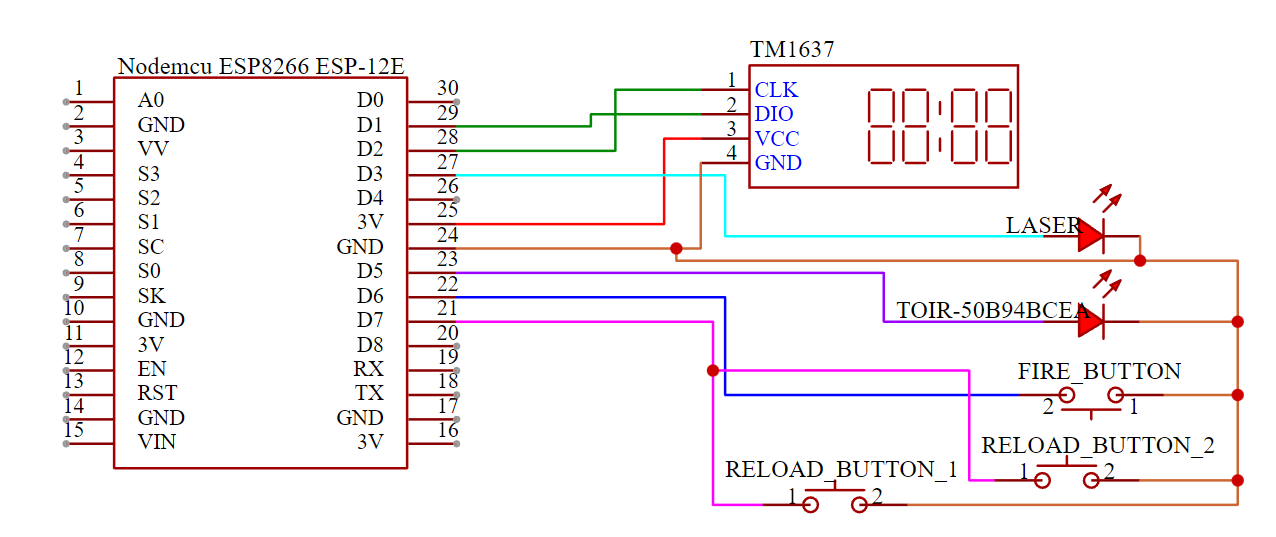 TM1637
Nodemcu ESP8266 ESP-12E
1 A0 D0 30
2 GND D1 29
3 VV D2 28
4 S3 D3 27
5 S2 D4 26
6 S1 3V 25
7 SC GND 24
8 S0 D5 23
9 SK D6 22
10 GND D7 21
11 3V D8 20
12 EN RX 19
13 RST TX 18
14 GND GND 17
15 VIN 3V 16
1 CLK
2 DIO
3 VCC
4 GND
88:88
LASER
TOIR-50B94BCEA
FIRE_BUTTON
2 1
RELOAD_BUTTON_2
1 2
RELOAD_BUTTON_1
1 2